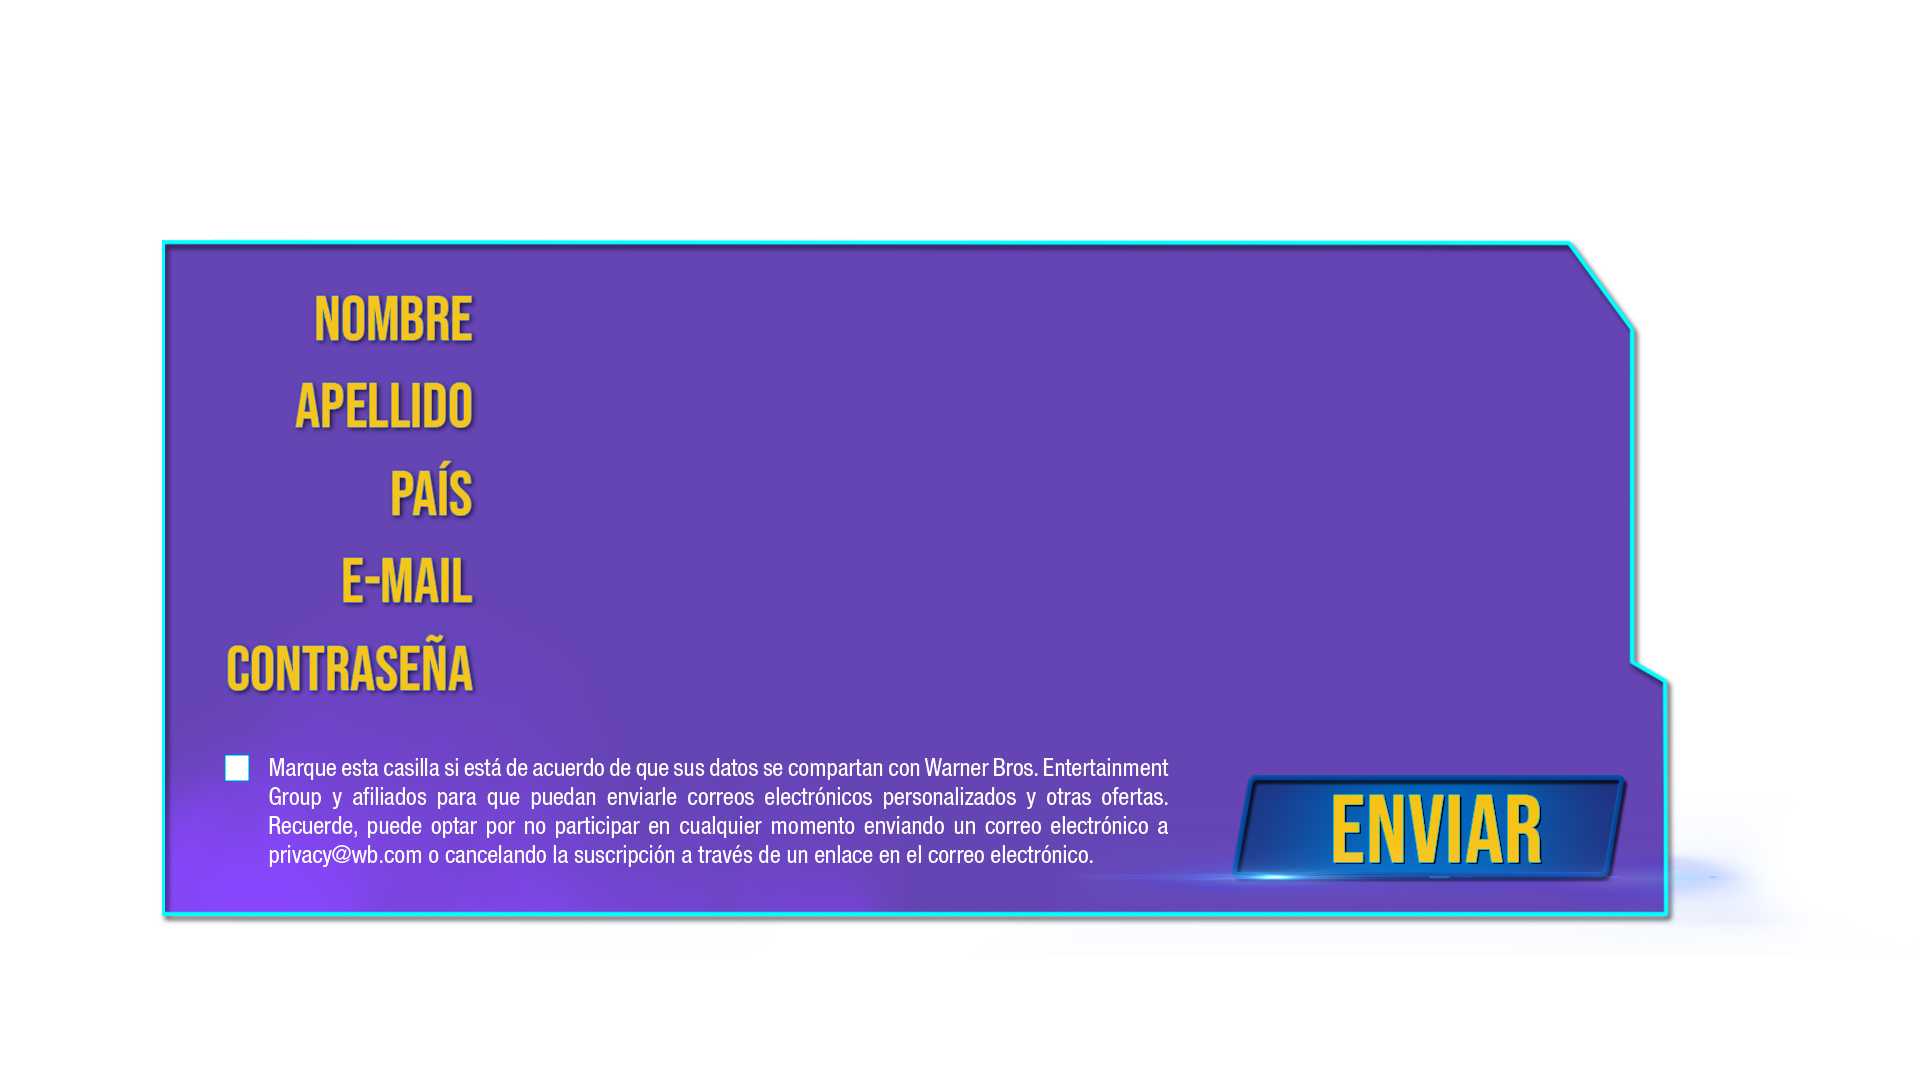 NOMBRE
APELLIDO
PAÍS
E-MAIL
CONTRASEÑA
Marque esta casilla si está de acuerdo de que sus datos se compartan con Warner Bros. Entertainment
Group y afiliados para que puedan enviarle correos electrónicos personalizados y otras ofertas.
Recuerde, puede optar por no participar en cualquier momento enviando un correo electrónico a
privacy@wb.com o cancelando la suscripción a través de un enlace en el correo electrónico.
ENVIAR